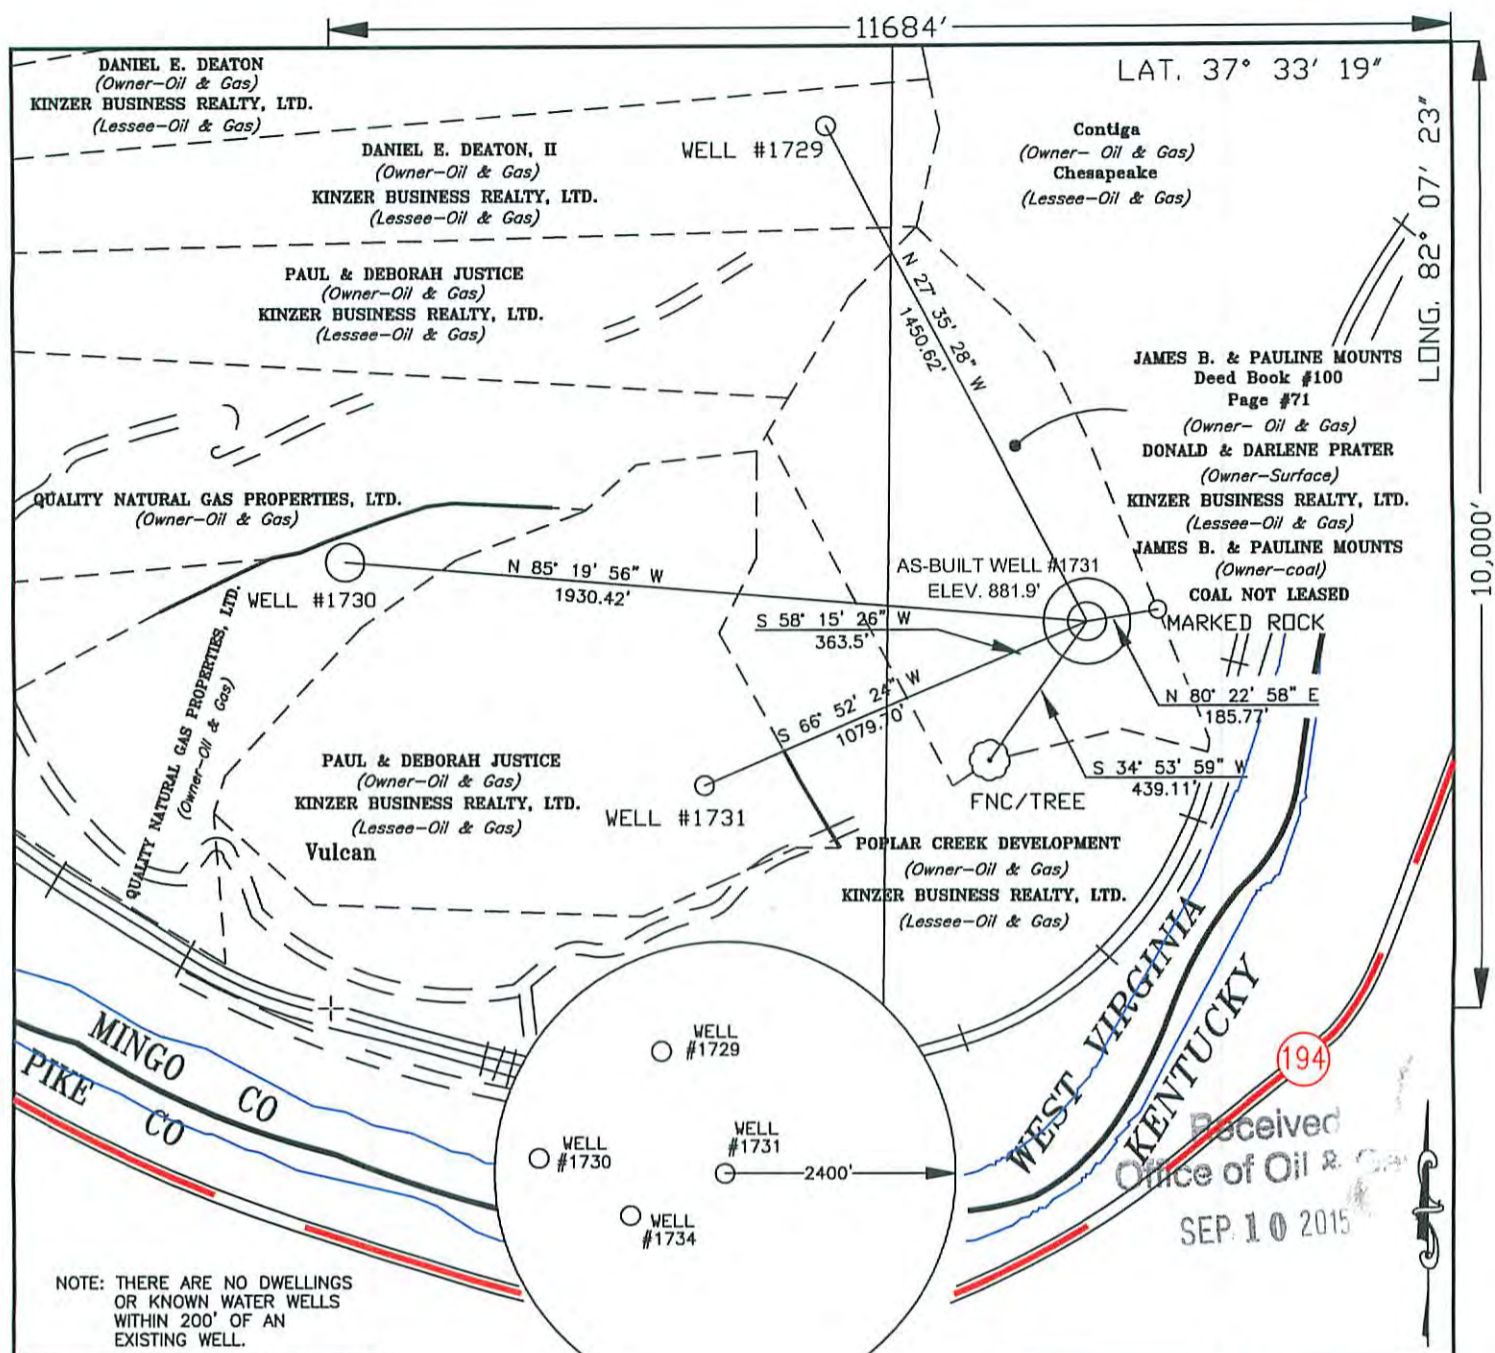 11684'
LAT. 37° 33' 19"
LONG. 82° 07' 23"
10,000'
DANIEL E. DEATON
(Owner-Oil & Gas)
KINZER BUSINESS REALTY, LTD.
(Lessee-Oil & Gas)
DANIEL E. DEATON, II
(Owner-Oil & Gas)
KINZER BUSINESS REALTY, LTD.
(Lessee-Oil & Gas)
WELL #1729
Contiga
(Owner- Oil & Gas)
Chesapeake
(Lessee-Oil & Gas)
PAUL & DEBORAH JUSTICE
(Owner-Oil & Gas)
KINZER BUSINESS REALTY, LTD.
(Lessee-Oil & Gas)
N 27° 35' 28" W
1450.62'
JAMES B. & PAULINE MOUNTS
Deed Book #100
Page #71
(Owner- Oil & Gas)
DONALD & DARLENE PRATER
(Owner-Surface)
KINZER BUSINESS REALTY, LTD.
(Lessee-Oil & Gas)
JAMES B. & PAULINE MOUNTS
(Owner-coal)
COAL NOT LEASED
QUALITY NATURAL GAS PROPERTIES, LTD.
(Owner-Oil & Gas)
WELL #1730
N 85° 19' 56" W
1930.42'
AS-BUILT WELL #1731
ELEV. 881.9'
S 58° 15' 26" W
363.5'
MARKED ROCK
N 80° 22' 58" E
185.77'
S 66° 52' 24" W
1079.70'
S 34° 53' 59" W
439.11'
FNC/TREE
WELL #1731
QUALITY NATURAL GAS PROPERTIES, LTD.
(Owner-Oil & Gas)
PAUL & DEBORAH JUSTICE
(Owner-Oil & Gas)
KINZER BUSINESS REALTY, LTD.
(Lessee-Oil & Gas)
Vulcan
POPLAR CREEK DEVELOPMENT
(Owner-Oil & Gas)
KINZER BUSINESS REALTY, LTD.
(Lessee-Oil & Gas)
MINGO CO
PIKE CO
WEST VIRGINIA
KENTUCKY
194
WELL
#1729
WELL
#1730
WELL
#1731
2400'
WELL
#1734
Received
Office of Oil &
SEP 10 2015
NOTE: THERE ARE NO DWELLINGS
OR KNOWN WATER WELLS
WITHIN 200' OF AN
EXISTING WELL.